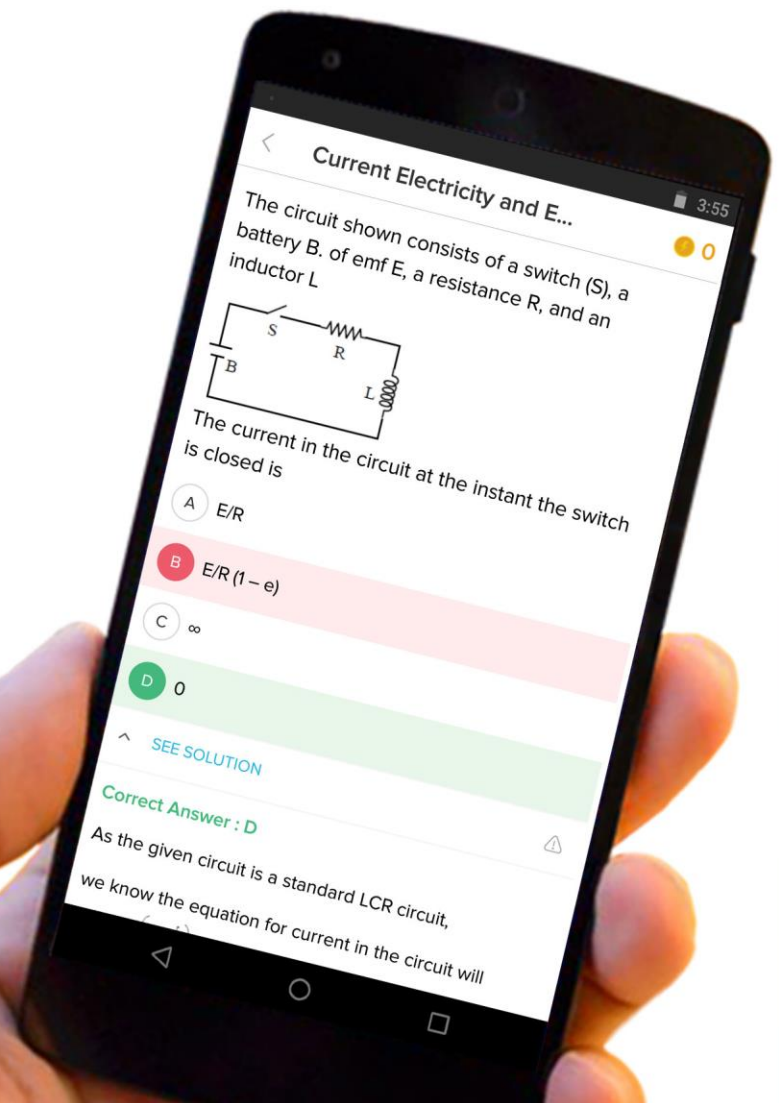 3:55
Current Electricity and E...
0
The circuit shown consists of a switch (S), a
battery B. of emf E, a resistance R, and an
inductor L
S
R
B
L
The current in the circuit at the instant the switch
is closed is
A E/R
B E/R (1 – e)
C ∞
D 0
SEE SOLUTION
Correct Answer : D
As the given circuit is a standard LCR circuit,
we know the equation for current in the circuit will